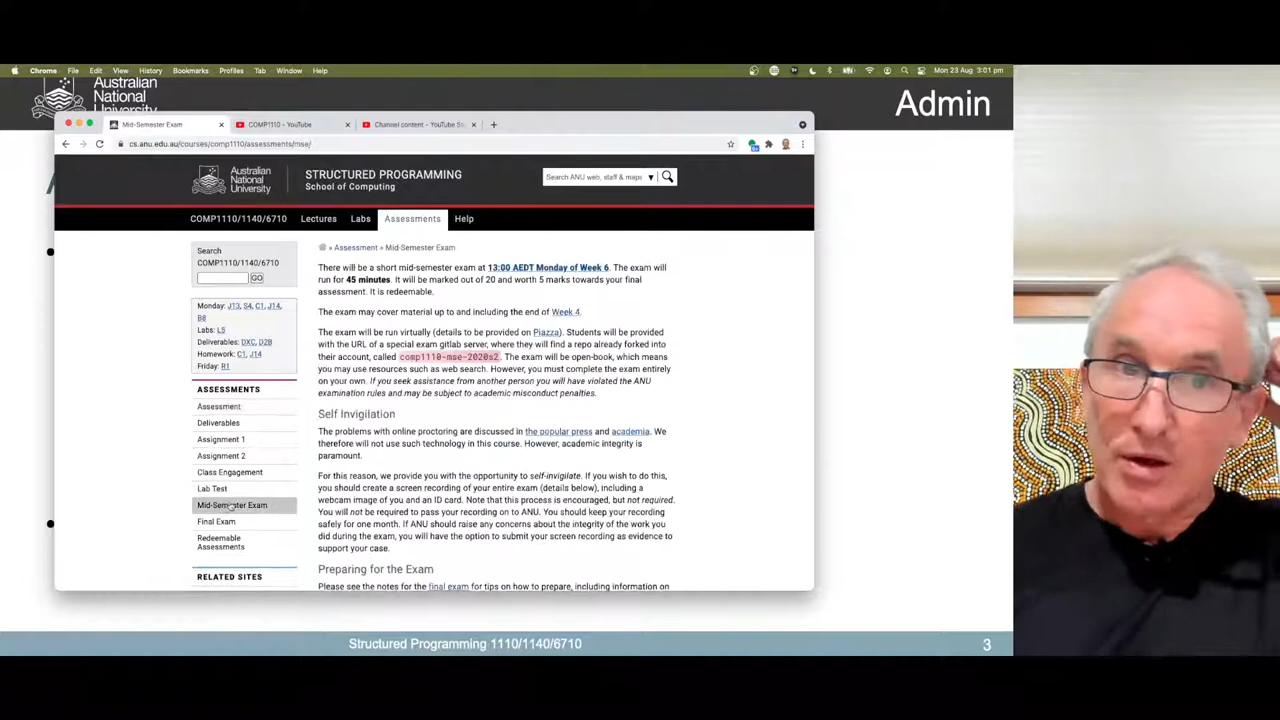 Chrome File Edit View History Bookmarks Profiles Tab Window Help
Mon 23 Aug 3:01 pm
Australian
National
University
Admin
Mid-Semester Exam
COMP1110 - YouTube
Channel content - YouTube St
cs.anu.edu.au/courses/comp1110/assessments/mse/
Australian
National
University
STRUCTURED PROGRAMMING
School of Computing
Search ANU web, staff & maps
COMP1110/1140/6710 Lectures Labs Assessments Help
Search
COMP1110/1140/6710
GO
Monday: J13, S4, C1, J14,
B8
Labs: L5
Deliverables: DXC, D2B
Homework: C1, J14
Friday: R1
ASSESSMENTS
Assessment
Deliverables
Assignment 1
Assignment 2
Class Engagement
Lab Test
Mid-Semester Exam
Final Exam
Redeemable
Assessments
RELATED SITES
» Assessment » Mid-Semester Exam
There will be a short mid-semester exam at 13:00 AEDT Monday of Week 6. The exam will
run for 45 minutes. It will be marked out of 20 and worth 5 marks towards your final
assessment. It is redeemable.
The exam may cover material up to and including the end of Week 4.
The exam will be run virtually (details to be provided on Piazza). Students will be provided
with the URL of a special exam gitlab server, where they will find a repo already forked into
their account, called comp1110-mse-2020s2. The exam will be open-book, which means
you may use resources such as web search. However, you must complete the exam entirely
on your own. If you seek assistance from another person you will have violated the ANU
examination rules and may be subject to academic misconduct penalties.
Self Invigilation
The problems with online proctoring are discussed in the popular press and academia. We
therefore will not use such technology in this course. However, academic integrity is
paramount.
For this reason, we provide you with the opportunity to self-invigilate. If you wish to do this,
you should create a screen recording of your entire exam (details below), including a
webcam image of you and an ID card. Note that this process is encouraged, but not required.
You will not be required to pass your recording on to ANU. You should keep your recording
safely for one month. If ANU should raise any concerns about the integrity of the work you
did during the exam, you will have the option to submit your screen recording as evidence to
support your case.
Preparing for the Exam
Please see the notes for the final exam for tips on how to prepare, including information on
Structured Programming 1110/1140/6710
3